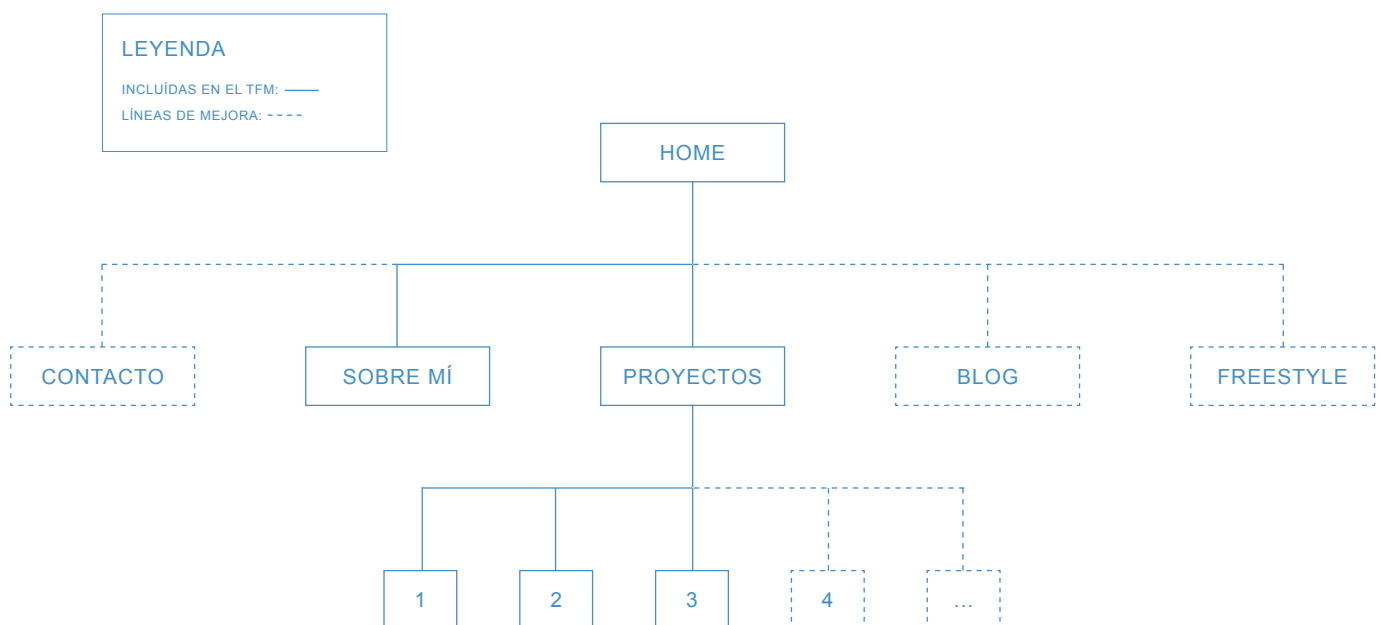 LEYENDA
INCLUÍDAS EN EL TFM:
LÍNEAS DE MEJORA:
HOME
CONTACTO
SOBRE MÍ
PROYECTOS
BLOG
FREESTYLE
1
2
3
4
...